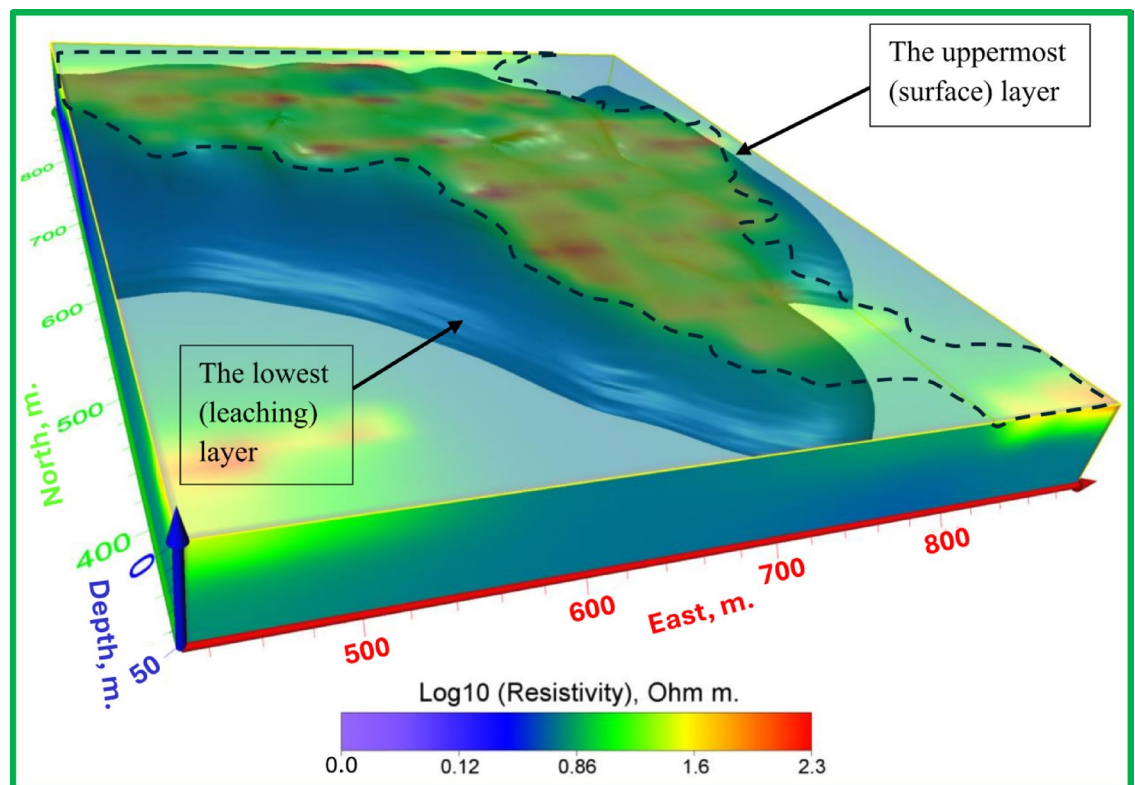 The uppermost
(surface) layer
800
700
600
500
400
North, m.
The lowest
(leaching)
layer
0
50
Depth, m.
500
600
700
800
East, m.
Log10 (Resistivity), Ohm m.
0.0 0.12 0.86 1.6 2.3